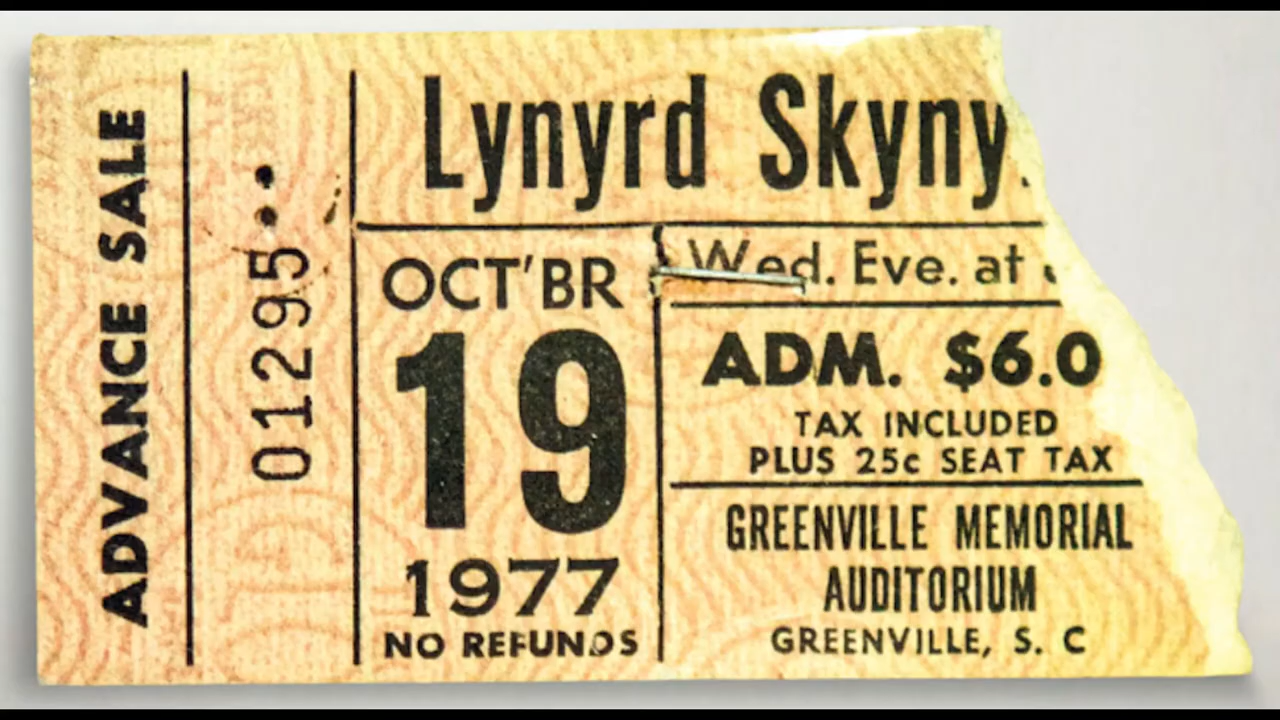 ADVANCE SALE
01295
Lynyrd Skyny
OCT'BR
19
1977
NO REFUNDS
Wed. Eve. at
ADM. $6.0
TAX INCLUDED
PLUS 25c SEAT TAX
GREENVILLE MEMORIAL
AUDITORIUM
GREENVILLE, S. C